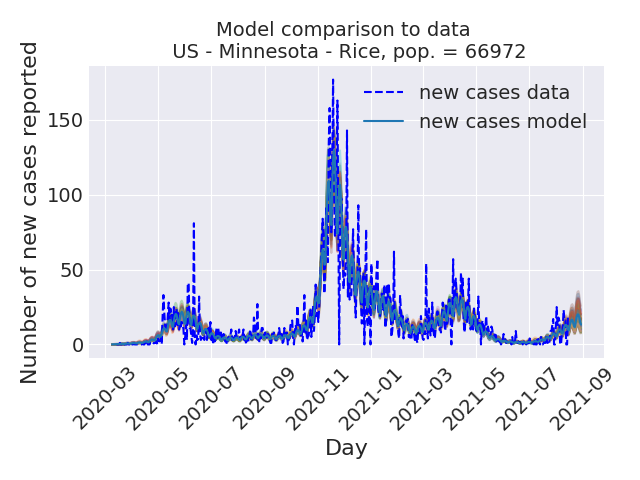 Model comparison to data
US - Minnesota - Rice, pop. = 66972
Number of new cases reported
150
100
50
0
new cases data
new cases model
2020-03
2020-05
2020-07
2020-09
2020-11
2021-01
2021-03
2021-05
2021-07
2021-09
Day